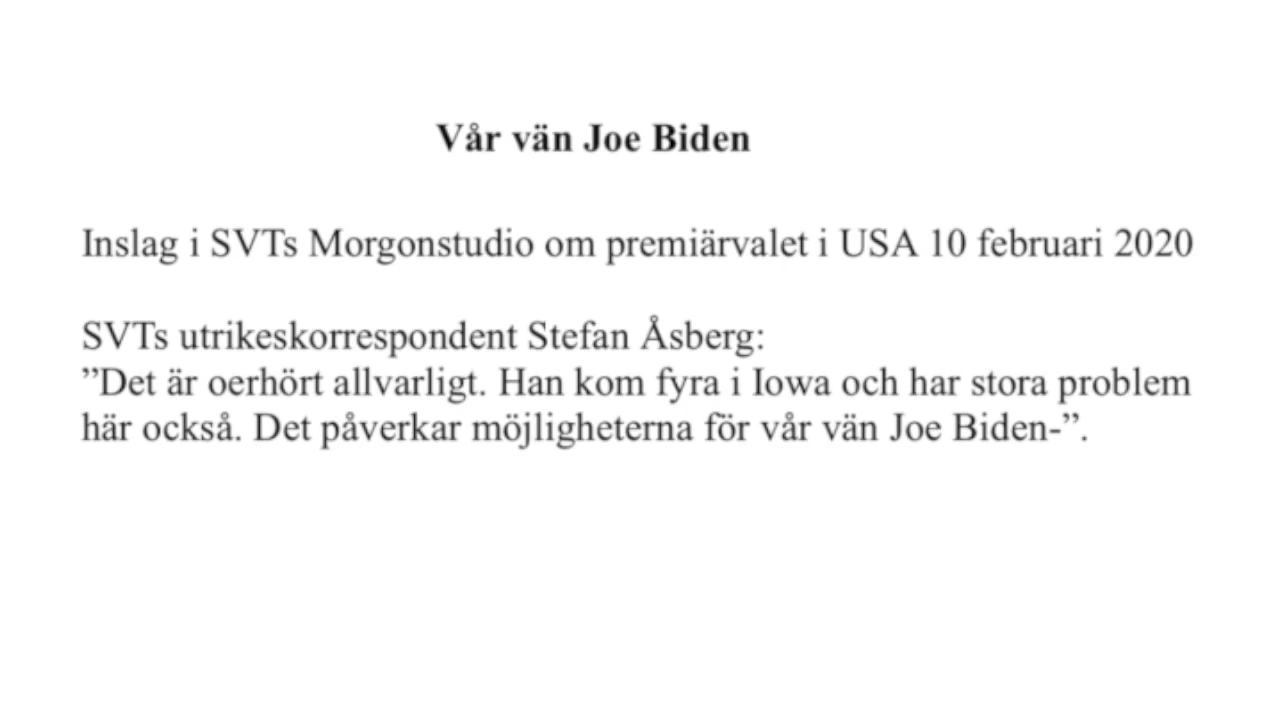 Vår vän Joe Biden
Inslag i SVTs Morgonstudio om premiärvalet i USA 10 februari 2020
SVTs utrikeskorrespondent Stefan Åsberg:
”Det är oerhört allvarligt. Han kom fyra i Iowa och har stora problem
här också. Det påverkar möjligheterna för vår vän Joe Biden-”.